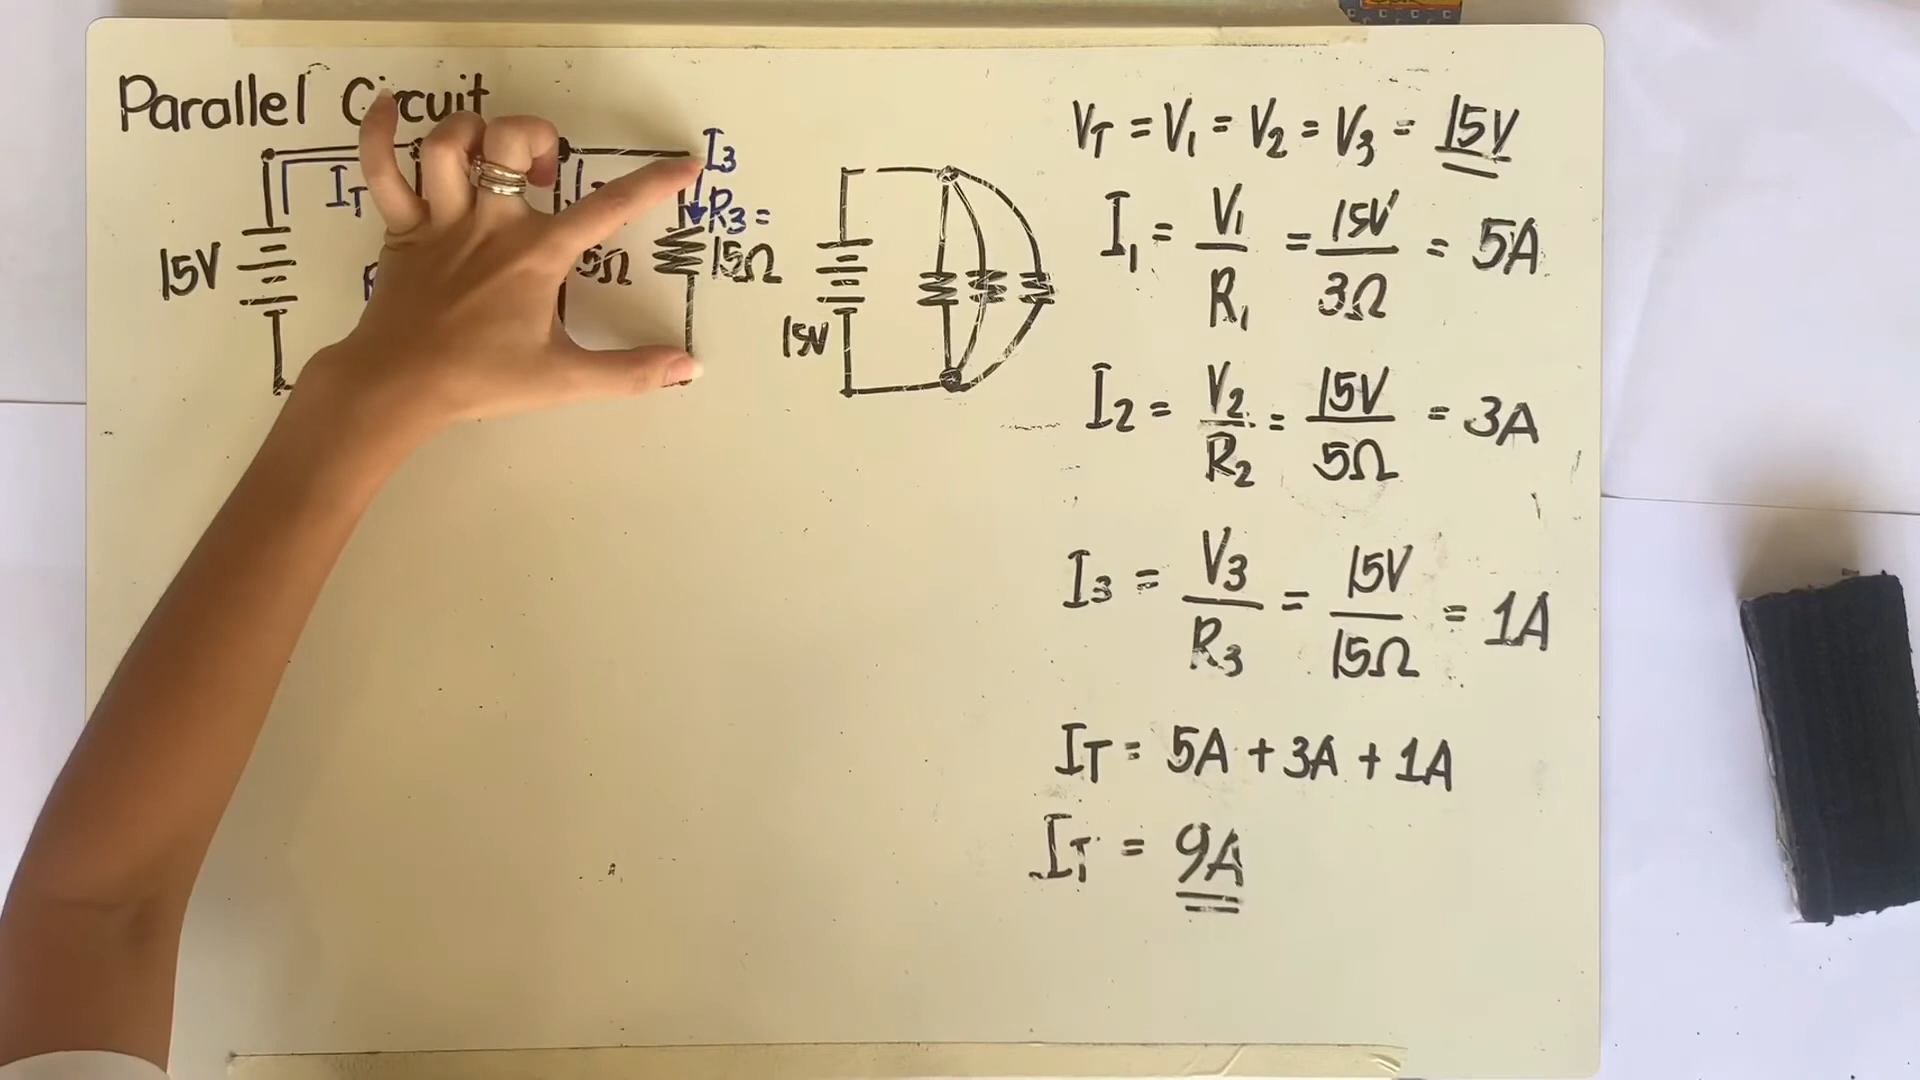 Parallel Circuit
IT
I3
R3 =
15V
5Ω
15Ω
15V
VT = V1 = V2 = V3 = 15V
I1 = V1 / R1 = 15V / 3Ω = 5A
I2 = V2 / R2 = 15V / 5Ω = 3A
I3 = V3 / R3 = 15V / 15Ω = 1A
IT = 5A + 3A + 1A
IT = 9A